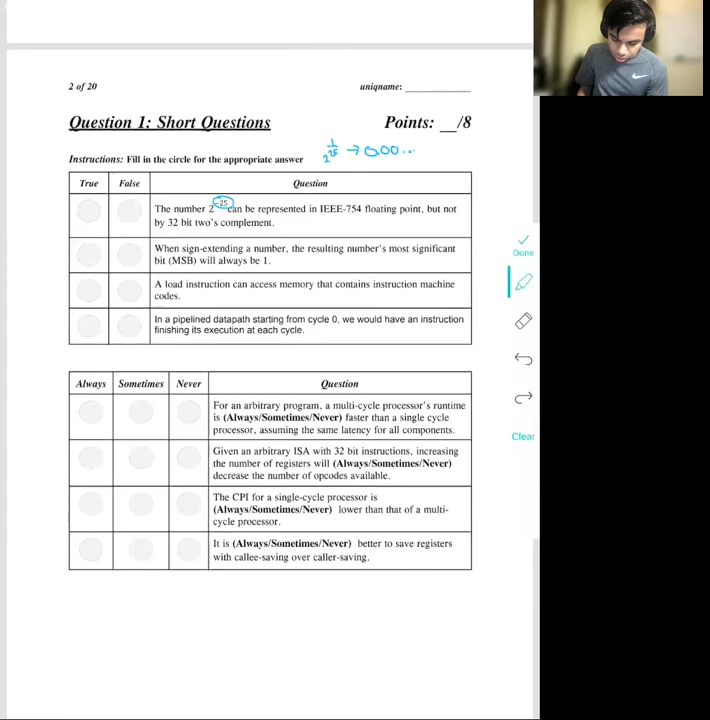 2 of 20
uniqname: ____________
Question 1: Short Questions
Points: __/8
1/2^25 → 0.00...
Instructions: Fill in the circle for the appropriate answer
True False Question
The number 2^-25 can be represented in IEEE-754 floating point, but not
by 32 bit two's complement.
When sign-extending a number, the resulting number's most significant
bit (MSB) will always be 1.
A load instruction can access memory that contains instruction machine
codes.
In a pipelined datapath starting from cycle 0, we would have an instruction
finishing its execution at each cycle.
Done
Clear
Always Sometimes Never Question
For an arbitrary program, a multi-cycle processor's runtime
is (Always/Sometimes/Never) faster than a single cycle
processor, assuming the same latency for all components.
Given an arbitrary ISA with 32 bit instructions, increasing
the number of registers will (Always/Sometimes/Never)
decrease the number of opcodes available.
The CPI for a single-cycle processor is
(Always/Sometimes/Never) lower than that of a multi-
cycle processor.
It is (Always/Sometimes/Never) better to save registers
with callee-saving over caller-saving.